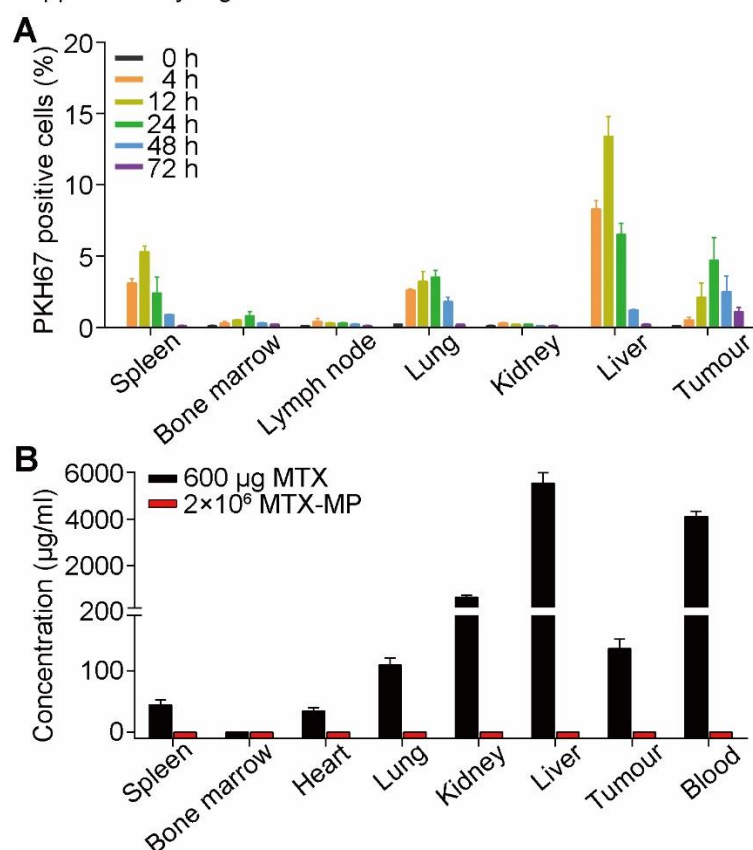 A
PKH67 positive cells (%)
20
15
10
5
0
0 h
4 h
12 h
24 h
48 h
72 h
Spleen
Bone marrow
Lymph node
Lung
Kidney
Liver
Tumour
B
Concentration (µg/ml)
6000
4000
2000
200
100
0
600 µg MTX
2×10⁶ MTX-MP
Spleen
Bone marrow
Heart
Lung
Kidney
Liver
Tumour
Blood